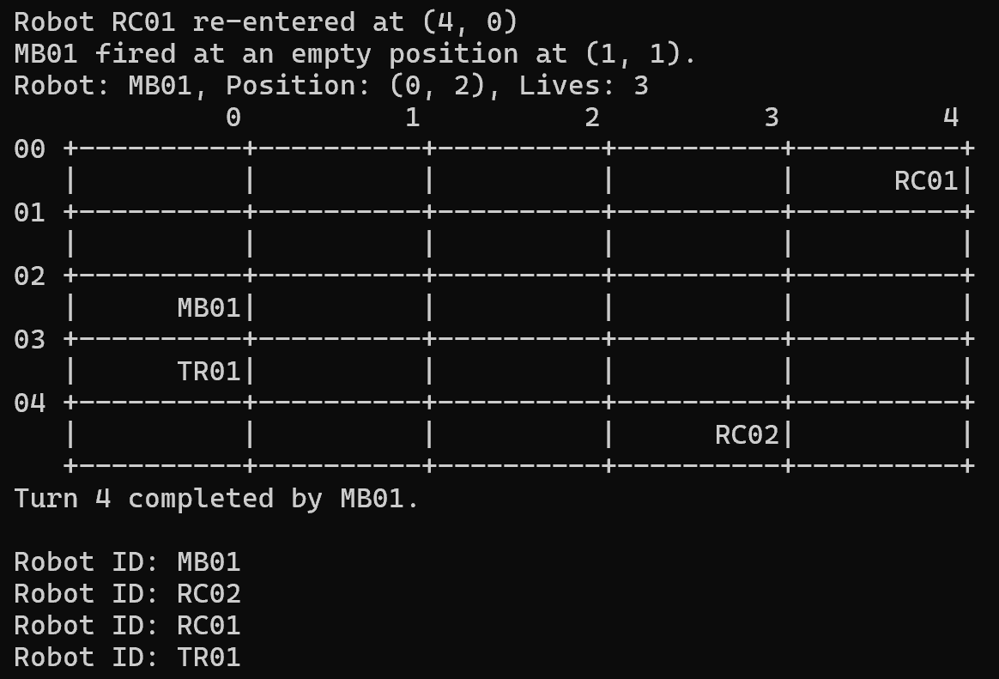 Robot RC01 re-entered at (4, 0)
MB01 fired at an empty position at (1, 1).
Robot: MB01, Position: (0, 2), Lives: 3
             0          1          2          3          4
00 +----------+----------+----------+----------+----------+
   |          |          |          |          |      RC01|
01 +----------+----------+----------+----------+----------+
   |          |          |          |          |          |
02 +----------+----------+----------+----------+----------+
   |      MB01|          |          |          |          |
03 +----------+----------+----------+----------+----------+
   |      TR01|          |          |          |          |
04 +----------+----------+----------+----------+----------+
   |          |          |          |      RC02|          |
   +----------+----------+----------+----------+----------+
Turn 4 completed by MB01.

Robot ID: MB01
Robot ID: RC02
Robot ID: RC01
Robot ID: TR01